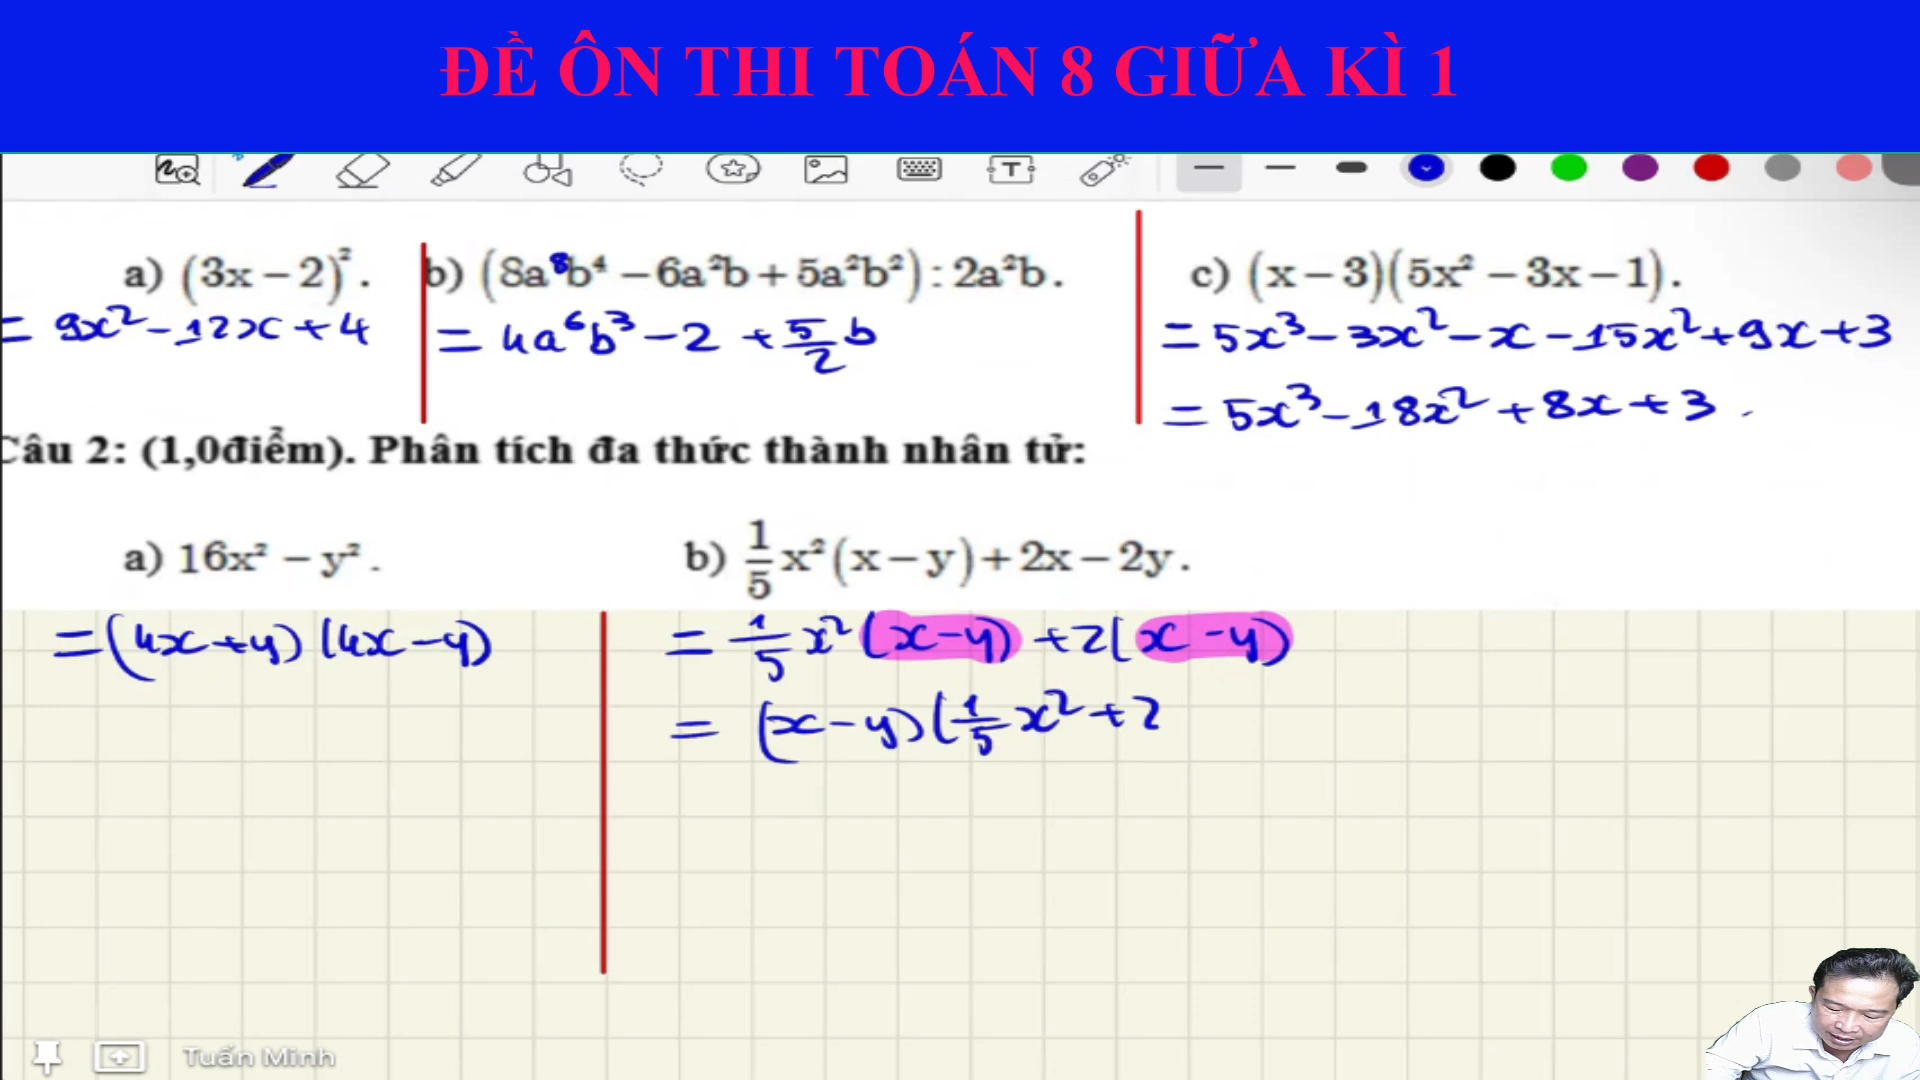 ĐỀ ÔN THI TOÁN 8 GIỮA KÌ 1
a) (3x − 2)². b) (8a⁸b⁴ − 6a²b + 5a²b²) : 2a²b. c) (x − 3)(5x² − 3x − 1).
= 9x² − 12x + 4 = 4a⁶b³ − 2 + 5/2 b = 5x³ − 3x² − x − 15x² + 9x + 3
= 5x³ − 18x² + 8x + 3.
Câu 2: (1,0điểm). Phân tích đa thức thành nhân tử:
a) 16x² − y². b) 1/5 x² (x − y) + 2x − 2y.
= (4x + y) (4x − y) = 1/5 x² (x − y) + 2(x − y)
= (x − y) (1/5 x² + 2
Tuấn Minh